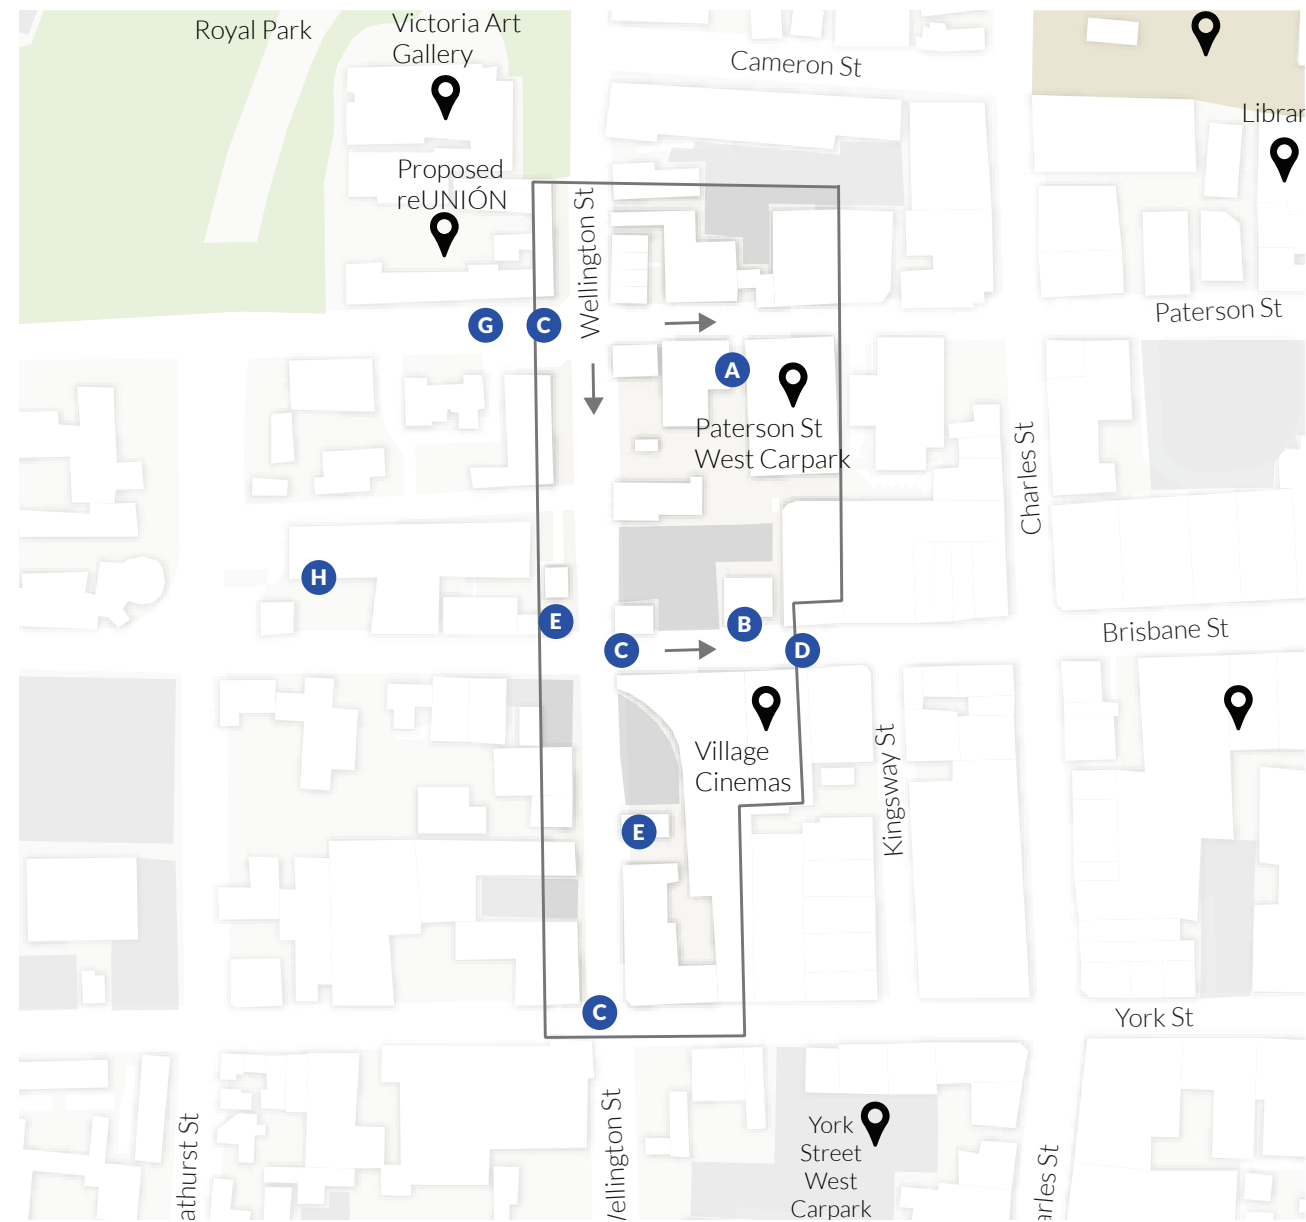 Royal Park
Victoria Art
Gallery
Cameron St
Librar
Proposed
reUNIÓN
Wellington St
Paterson St
G
C
A
Paterson St
West Carpark
Charles St
H
E
C
B
D
Brisbane St
Village
Cinemas
Kingsway St
E
C
York St
athurst St
Wellington St
York
Street
West
Carpark
arles St